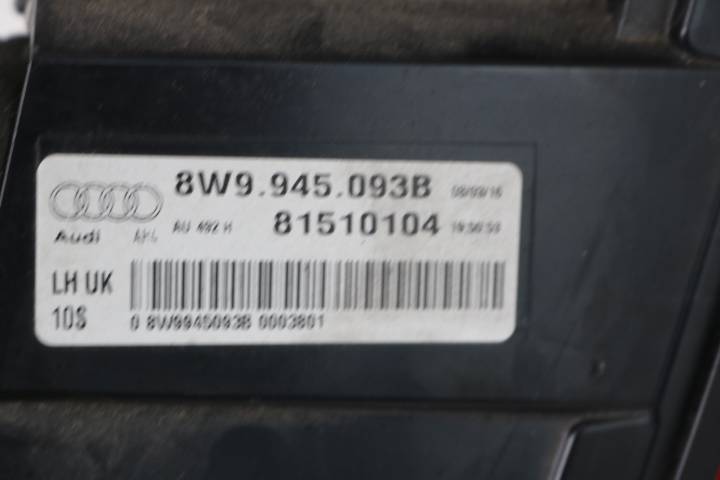 8W9.945.093B
Audi AU 492 H 81510104
LH UK
10S
0 8W9945093B 0003801